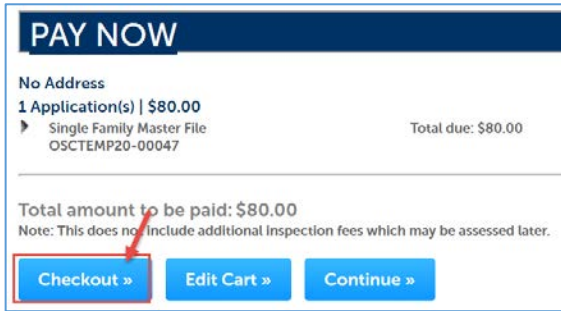 PAY NOW
No Address
1 Application(s) | $80.00
Single Family Master File Total due: $80.00
OSCTEMP20-00047
Total amount to be paid: $80.00
Note: This does not include additional inspection fees which may be assessed later.
Checkout » Edit Cart » Continue »